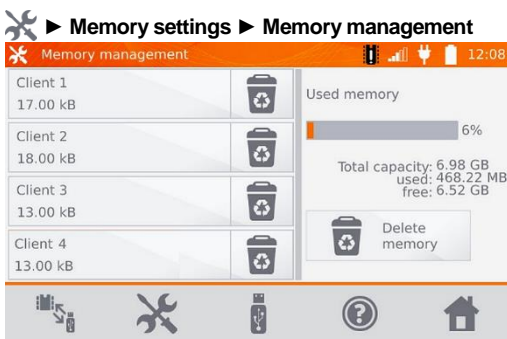 ► Memory settings ► Memory management
Memory management 12:08
Client 1
17.00 kB
Client 2
18.00 kB
Client 3
13.00 kB
Client 4
13.00 kB
Used memory
6%
Total capacity: 6.98 GB
used: 468.22 MB
free: 6.52 GB
Delete
memory